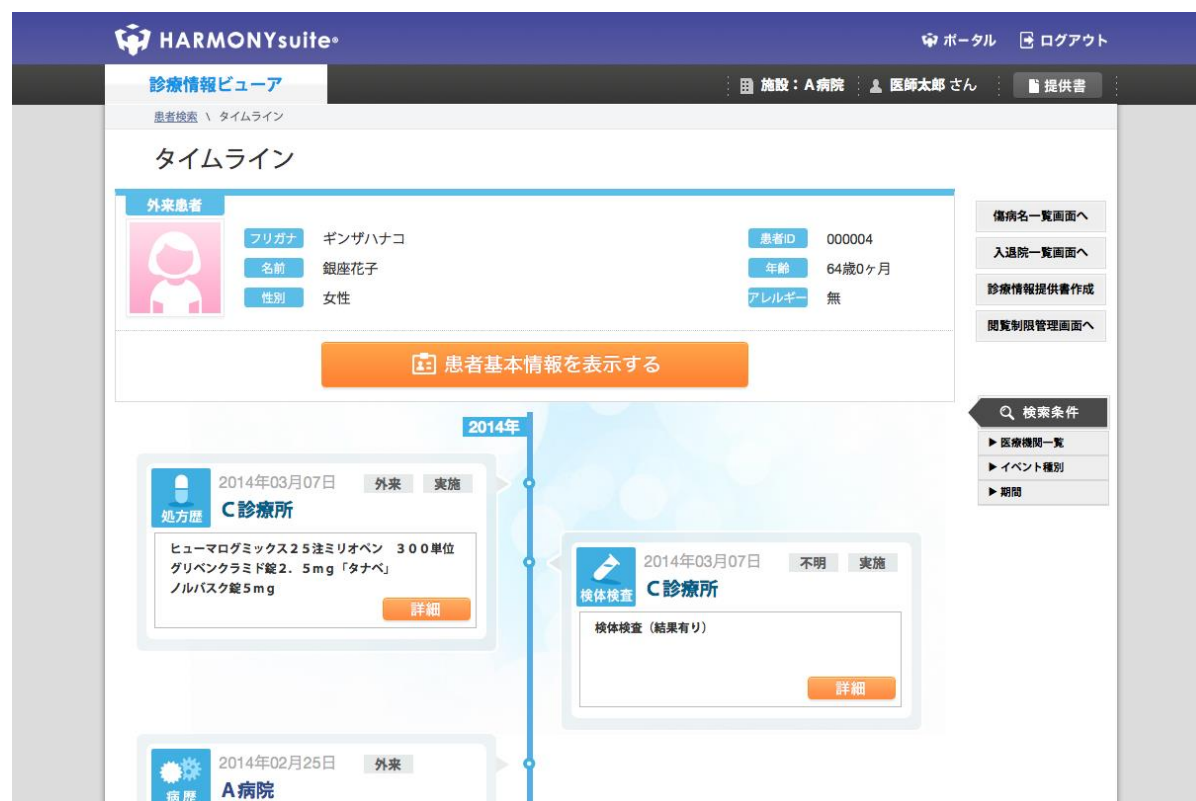 HARMONYsuite®
ポータル ログアウト
診療情報ビューア
施設：A病院 医師太郎 さん 提供書
患者検索 \ タイムライン
タイムライン
外来患者
フリガナ ギンザハナコ
名前 銀座花子
性別 女性
患者ID 000004
年齢 64歳0ヶ月
アレルギー 無
患者基本情報を表示する
傷病名一覧画面へ
入退院一覧画面へ
診療情報提供書作成
閲覧制限管理画面へ
検索条件
▶ 医療機関一覧
▶ イベント種別
▶ 期間
2014年
処方歴
2014年03月07日 外来 実施
C診療所
ヒューマログミックス２５注ミリオペン　３００単位
グリベンクラミド錠２．５ｍｇ「タナベ」
ノルバスク錠５ｍｇ
詳細
検体検査
2014年03月07日 不明 実施
C診療所
検体検査（結果有り）
詳細
病歴
2014年02月25日 外来
A病院